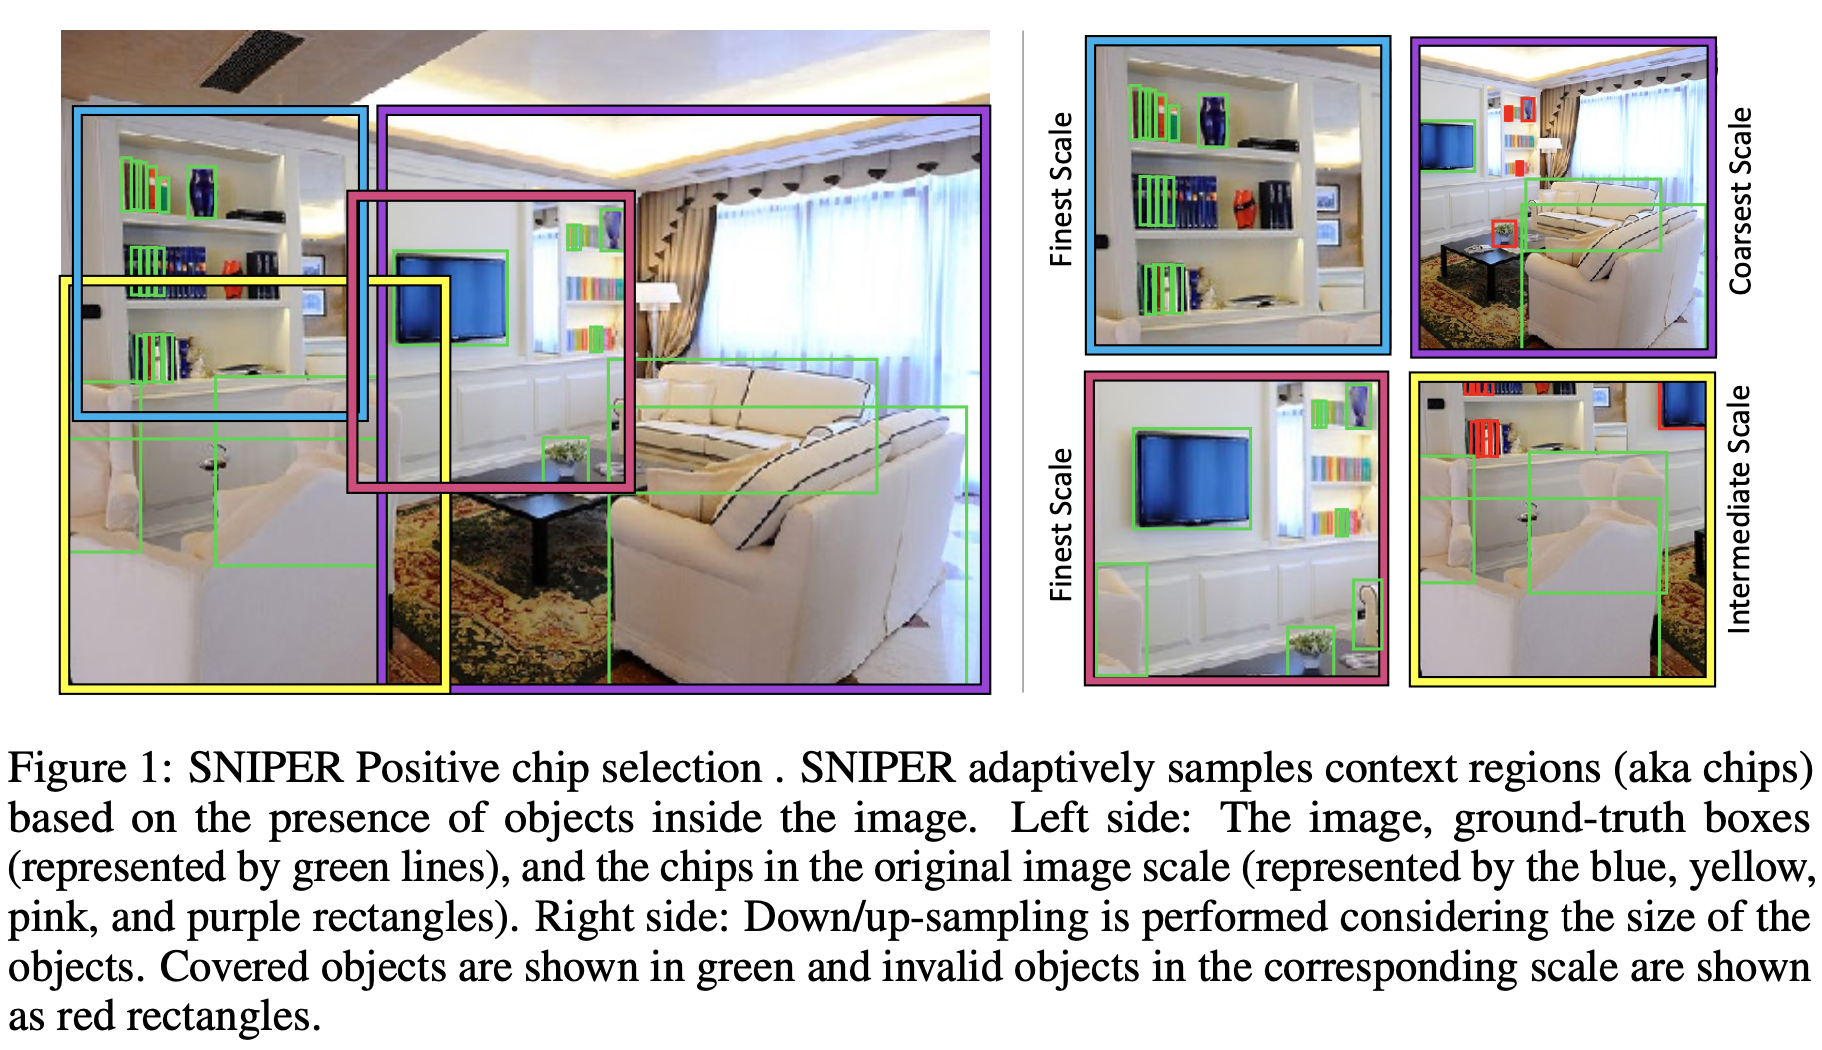 Finest Scale
Coarsest Scale
Finest Scale
Intermediate Scale
Figure 1: SNIPER Positive chip selection . SNIPER adaptively samples context regions (aka chips)
based on the presence of objects inside the image. Left side: The image, ground-truth boxes
(represented by green lines), and the chips in the original image scale (represented by the blue, yellow,
pink, and purple rectangles). Right side: Down/up-sampling is performed considering the size of the
objects. Covered objects are shown in green and invalid objects in the corresponding scale are shown
as red rectangles.